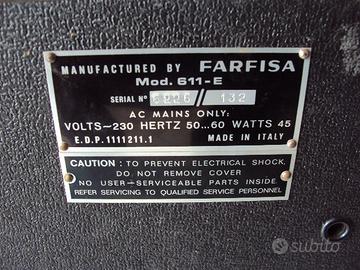 MANUFACTURED BY FARFISA
Mod. 611-E
SERIAL Nº // 132
AC MAINS ONLY:
VOLTS~230 HERTZ 50...60 WATTS 45
E.D.P. 1111211.1 MADE IN ITALY
CAUTION: TO PREVENT ELECTRICAL SHOCK,
DO NOT REMOVE COVER
NO USER-SERVICEABLE PARTS INSIDE.
REFER SERVICING TO QUALIFIED SERVICE PERSONNEL
subito